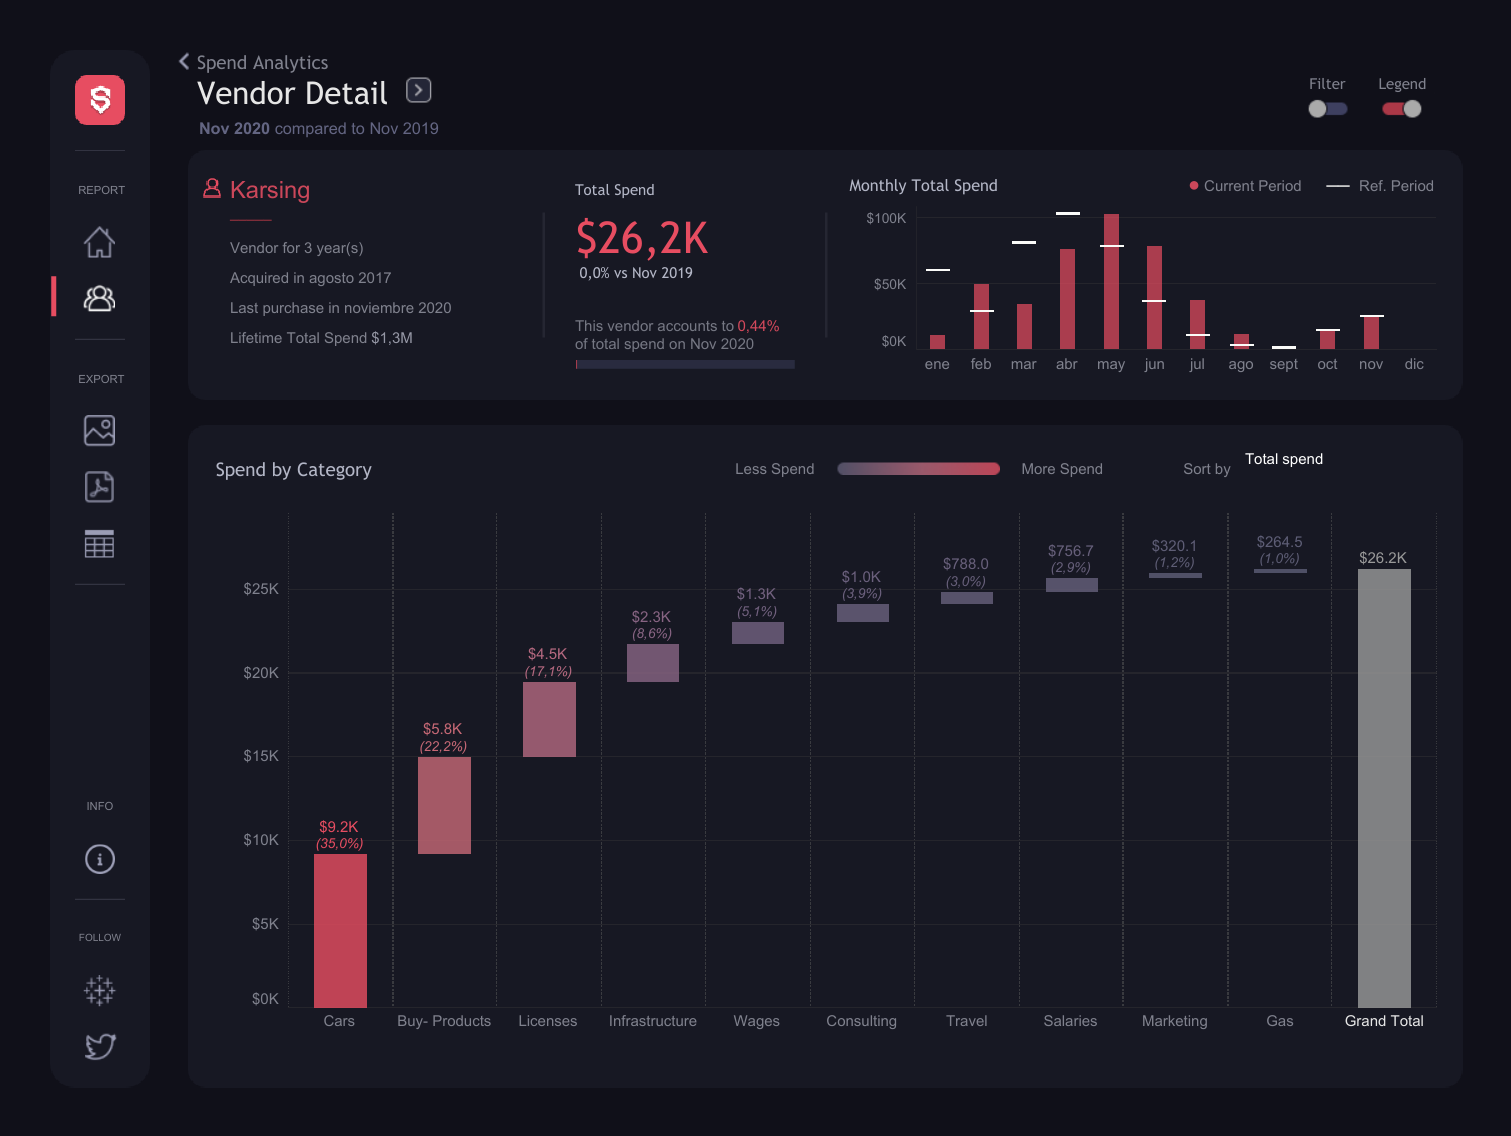 Spend Analytics
Vendor Detail
Nov 2020 compared to Nov 2019
Filter
Legend
REPORT
EXPORT
INFO
FOLLOW
Karsing
Vendor for 3 year(s)
Acquired in agosto 2017
Last purchase in noviembre 2020
Lifetime Total Spend $1,3M
Total Spend
$26,2K
0,0% vs Nov 2019
This vendor accounts to 0,44%
of total spend on Nov 2020
Monthly Total Spend
Current Period
Ref. Period
$100K
$50K
$0K
ene feb mar abr may jun jul ago sept oct nov dic
Spend by Category
Less Spend
More Spend
Sort by
Total spend
$25K
$20K
$15K
$10K
$5K
$0K
$9.2K
(35,0%)
$5.8K
(22,2%)
$4.5K
(17,1%)
$2.3K
(8,6%)
$1.3K
(5,1%)
$1.0K
(3,9%)
$788.0
(3,0%)
$756.7
(2,9%)
$320.1
(1,2%)
$264.5
(1,0%)
$26.2K
Cars Buy- Products Licenses Infrastructure Wages Consulting Travel Salaries Marketing Gas Grand Total